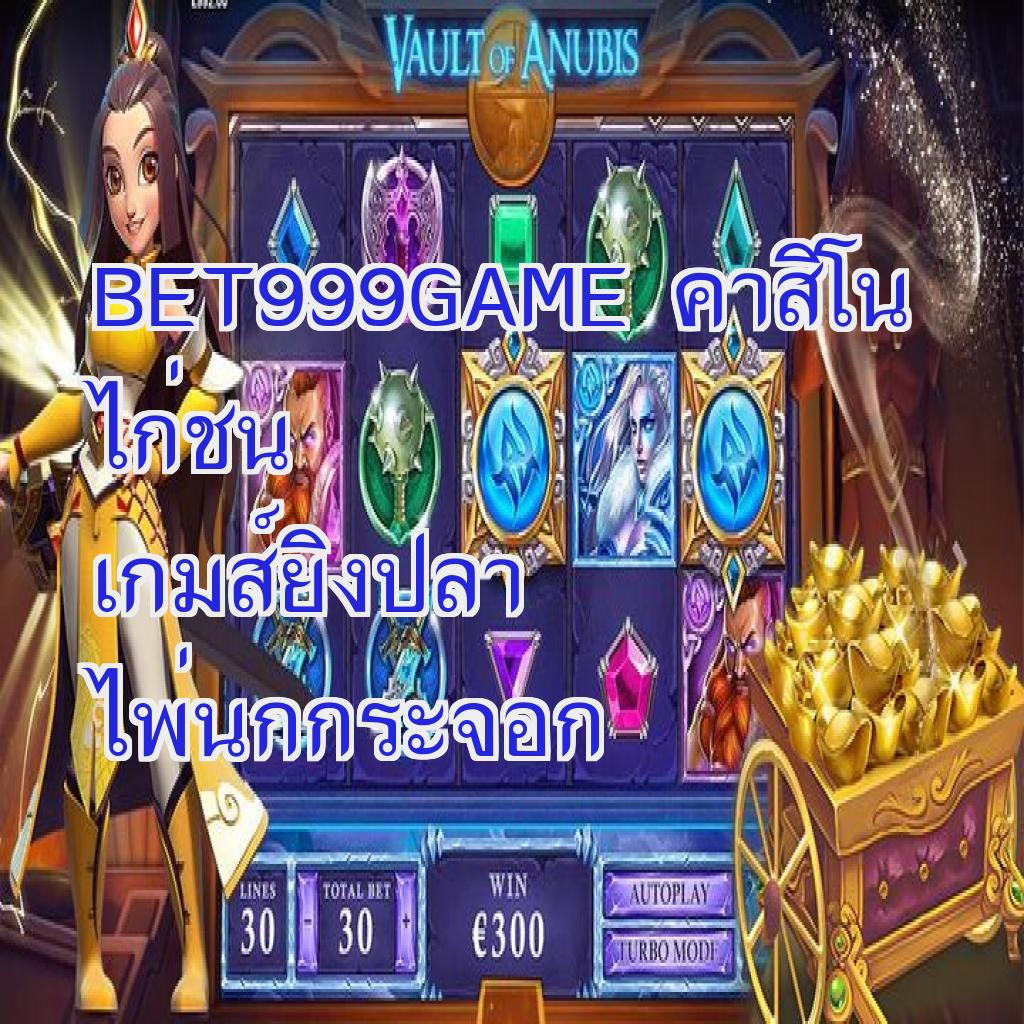 VAULT OF ANUBIS
BET999GAME คาสิโน
ไก่ชน
เกมส์ยิงปลา
ไพ่นกกระจอก
LINES
30
TOTAL BET
- 30 +
WIN
€300
AUTOPLAY
TURBO MODE